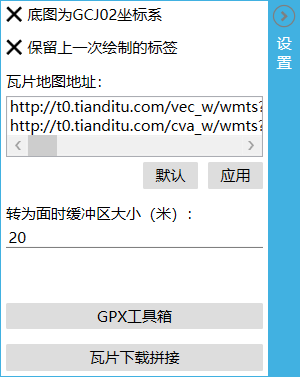 底图为GCJ02坐标系
保留上一次绘制的标签
瓦片地图地址：
http://t0.tianditu.com/vec_w/wmts?
http://t0.tianditu.com/cva_w/wmts?
默认 应用
转为面时缓冲区大小（米）：
20
GPX工具箱
瓦片下载拼接
设置